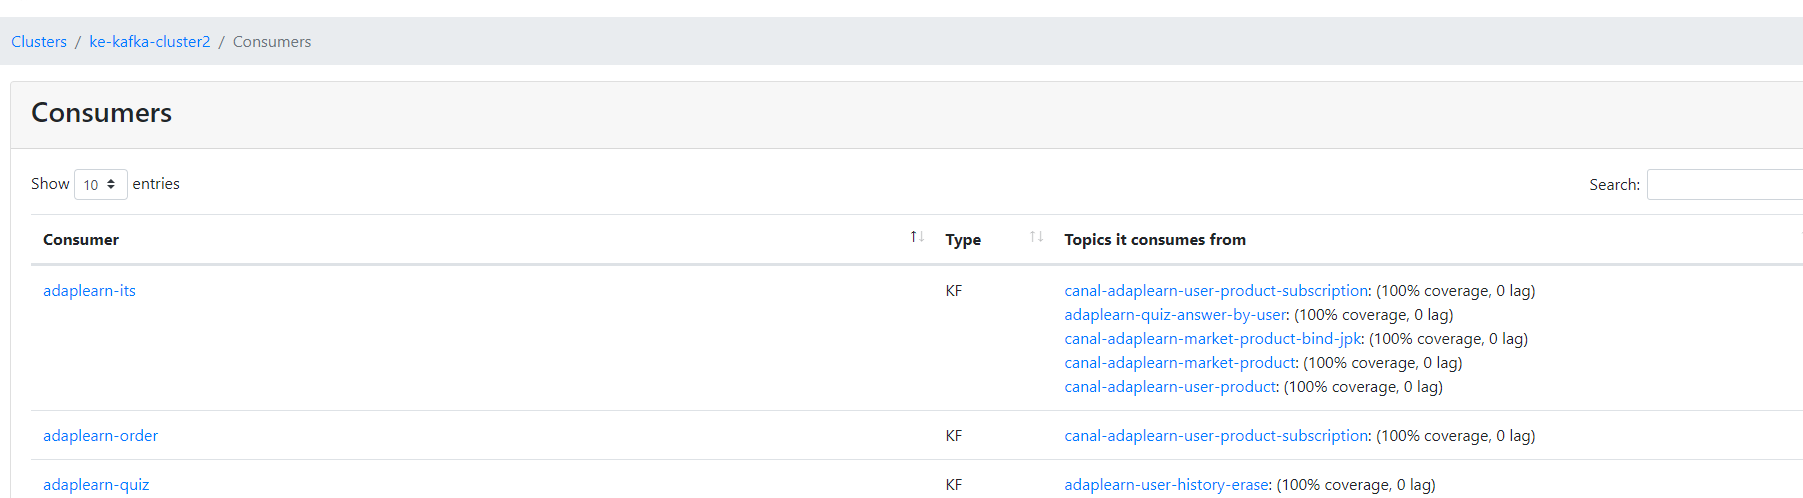 Clusters / ke-kafka-cluster2 / Consumers
Consumers
Show 10 entries
Search:
Consumer Type Topics it consumes from
adaplearn-its KF canal-adaplearn-user-product-subscription: (100% coverage, 0 lag)
adaplearn-quiz-answer-by-user: (100% coverage, 0 lag)
canal-adaplearn-market-product-bind-jpk: (100% coverage, 0 lag)
canal-adaplearn-market-product: (100% coverage, 0 lag)
canal-adaplearn-user-product: (100% coverage, 0 lag)
adaplearn-order KF canal-adaplearn-user-product-subscription: (100% coverage, 0 lag)
adaplearn-quiz KF adaplearn-user-history-erase: (100% coverage, 0 lag)